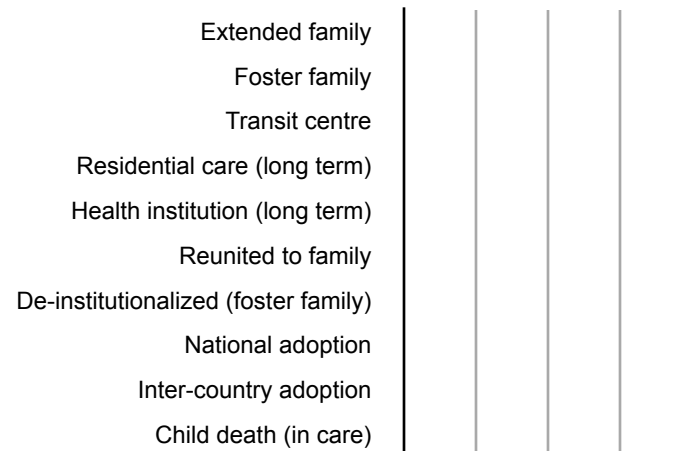 Extended family
Foster family
Transit centre
Residential care (long term)
Health institution (long term)
Reunited to family
De-institutionalized (foster family)
National adoption
Inter-country adoption
Child death (in care)